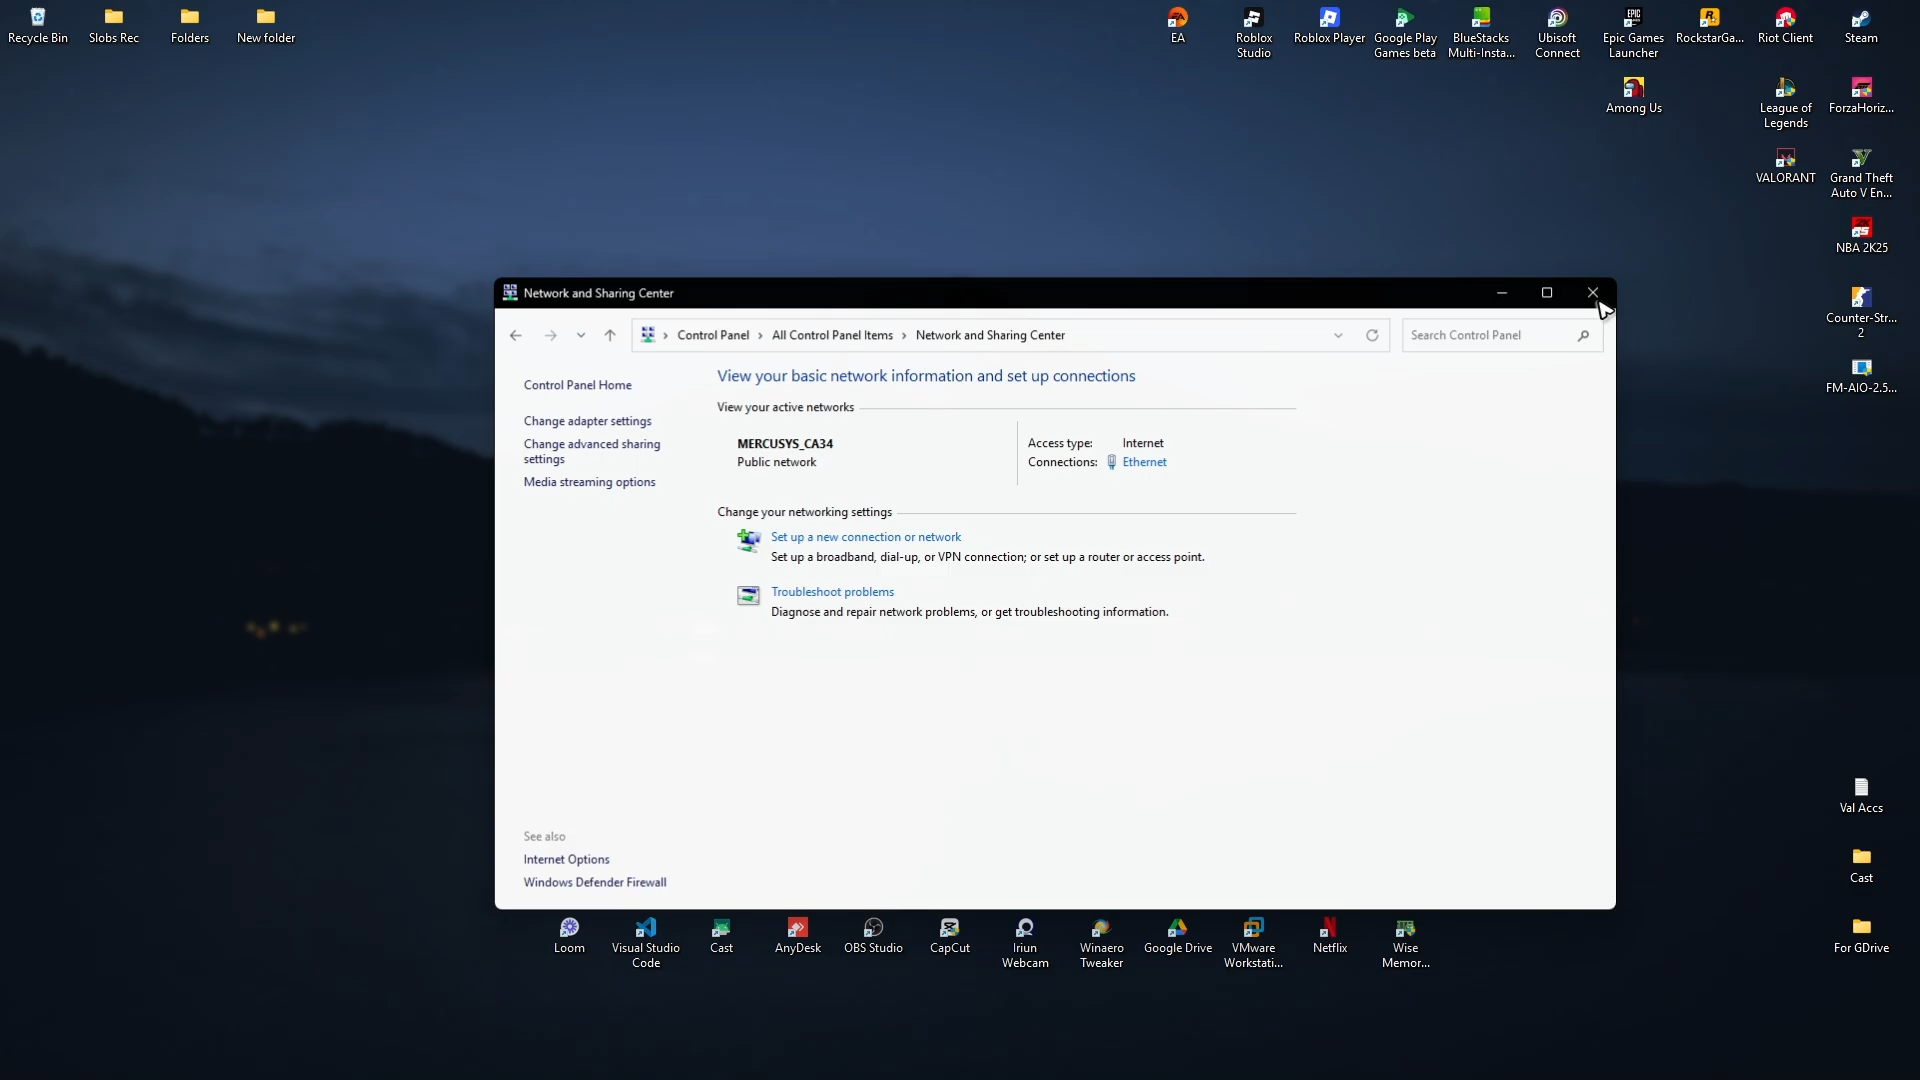 Recycle Bin
Slobs Rec
Folders
New folder
EA
Roblox
Studio
Roblox Player
Google Play
Games beta
BlueStacks
Multi-Insta...
Ubisoft
Connect
Epic Games
Launcher
RockstarGa...
Riot Client
Steam
Among Us
League of
Legends
ForzaHoriz...
VALORANT
Grand Theft
Auto V En...
NBA 2K25
Counter-Str...
2
FM-AIO-2.5...
Network and Sharing Center
Control Panel
All Control Panel Items
Network and Sharing Center
Search Control Panel
Control Panel Home
Change adapter settings
Change advanced sharing
settings
Media streaming options
View your basic network information and set up connections
View your active networks
MERCUSYS_CA34
Public network
Access type: Internet
Connections: Ethernet
Change your networking settings
Set up a new connection or network
Set up a broadband, dial-up, or VPN connection; or set up a router or access point.
Troubleshoot problems
Diagnose and repair network problems, or get troubleshooting information.
See also
Internet Options
Windows Defender Firewall
Val Accs
Cast
For GDrive
Loom
Visual Studio
Code
Cast
AnyDesk
OBS Studio
CapCut
Iriun
Webcam
Winaero
Tweaker
Google Drive
VMware
Workstati...
Netflix
Wise
Memor...